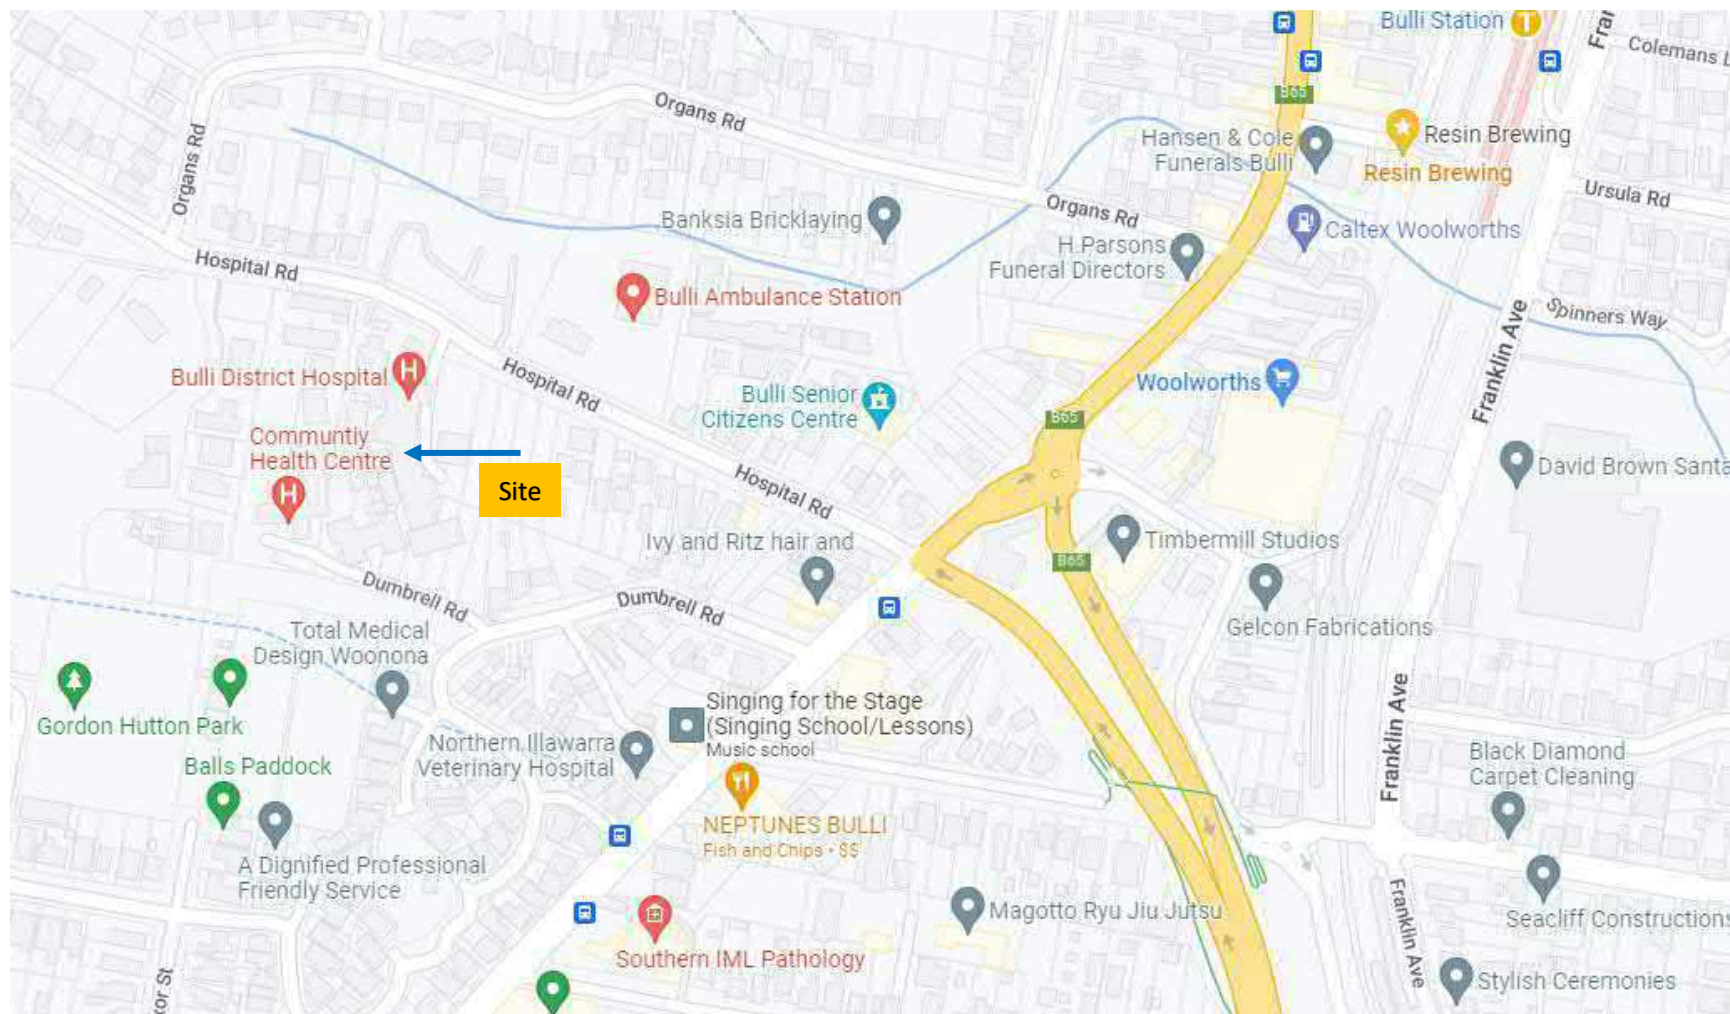 Bulli Station
Colemans
Organs Rd
Resin Brewing
Resin Brewing
Hansen & Cole
Funerals Bulli
Organs Rd
Ursula Rd
Organs Rd
Banksia Bricklaying
Caltex Woolworths
H.Parsons
Funeral Directors
Hospital Rd
Bulli Ambulance Station
Spinners Way
Franklin Ave
B65
Bulli District Hospital
Hospital Rd
Woolworths
Bulli Senior
Citizens Centre
B65
Communtiy
Health Centre
David Brown Santa
Site
Hospital Rd
Ivy and Ritz hair and
Timbermill Studios
B65
Dumbrell Rd
Dumbrell Rd
Gelcon Fabrications
Total Medical
Design Woonona
Gordon Hutton Park
Singing for the Stage
(Singing School/Lessons)
Music school
Northern Illawarra
Veterinary Hospital
Franklin Ave
Black Diamond
Carpet Cleaning
Balls Paddock
NEPTUNES BULLI
Fish and Chips • $$
A Dignified Professional
Friendly Service
Magotto Ryu Jiu Jutsu
Franklin Ave
Seacliff Constructions
Southern IML Pathology
Stylish Ceremonies